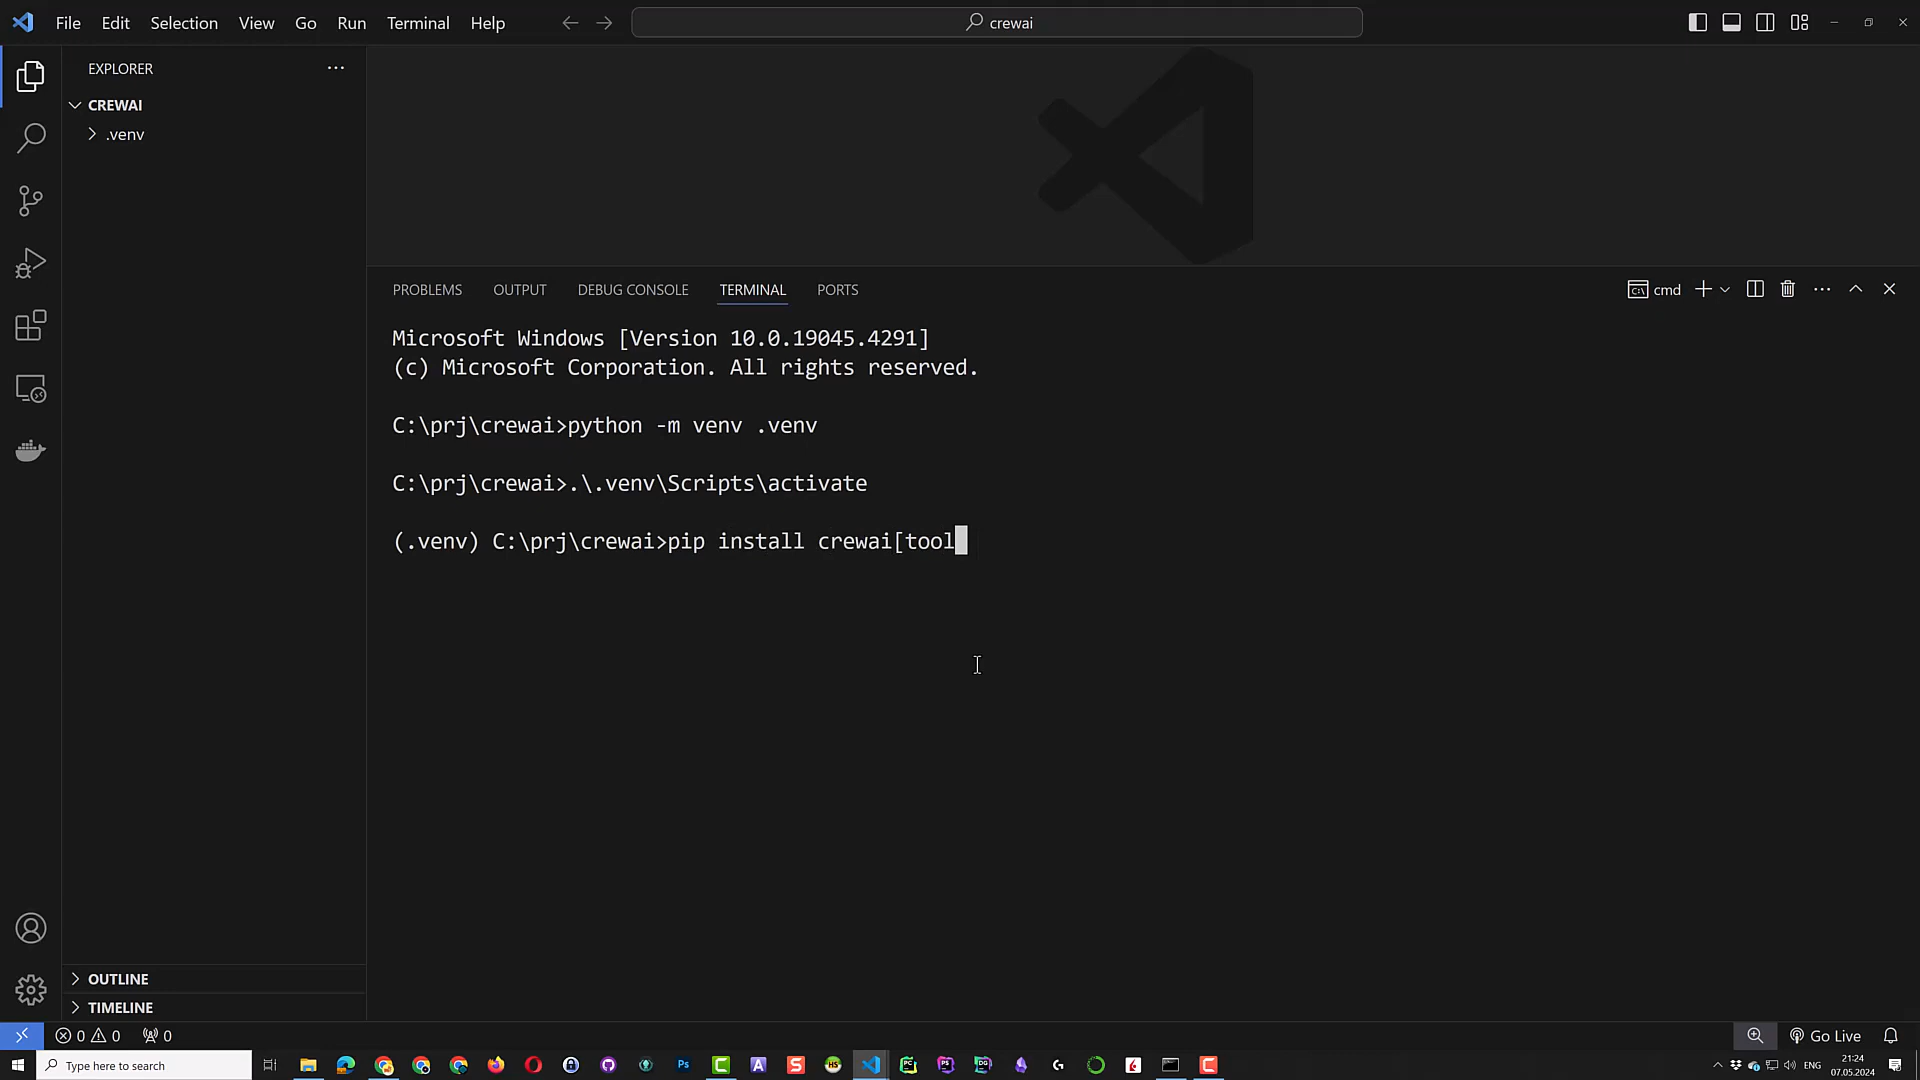 File Edit Selection View Go Run Terminal Help
crewai
EXPLORER
CREWAI
.venv
PROBLEMS OUTPUT DEBUG CONSOLE TERMINAL PORTS
cmd
Microsoft Windows [Version 10.0.19045.4291]
(c) Microsoft Corporation. All rights reserved.
C:\prj\crewai>python -m venv .venv
C:\prj\crewai>.\.venv\Scripts\activate
(.venv) C:\prj\crewai>pip install crewai[tool
OUTLINE
TIMELINE
0 0 0
Go Live
Type here to search
ENG
21:24
07.05.2024